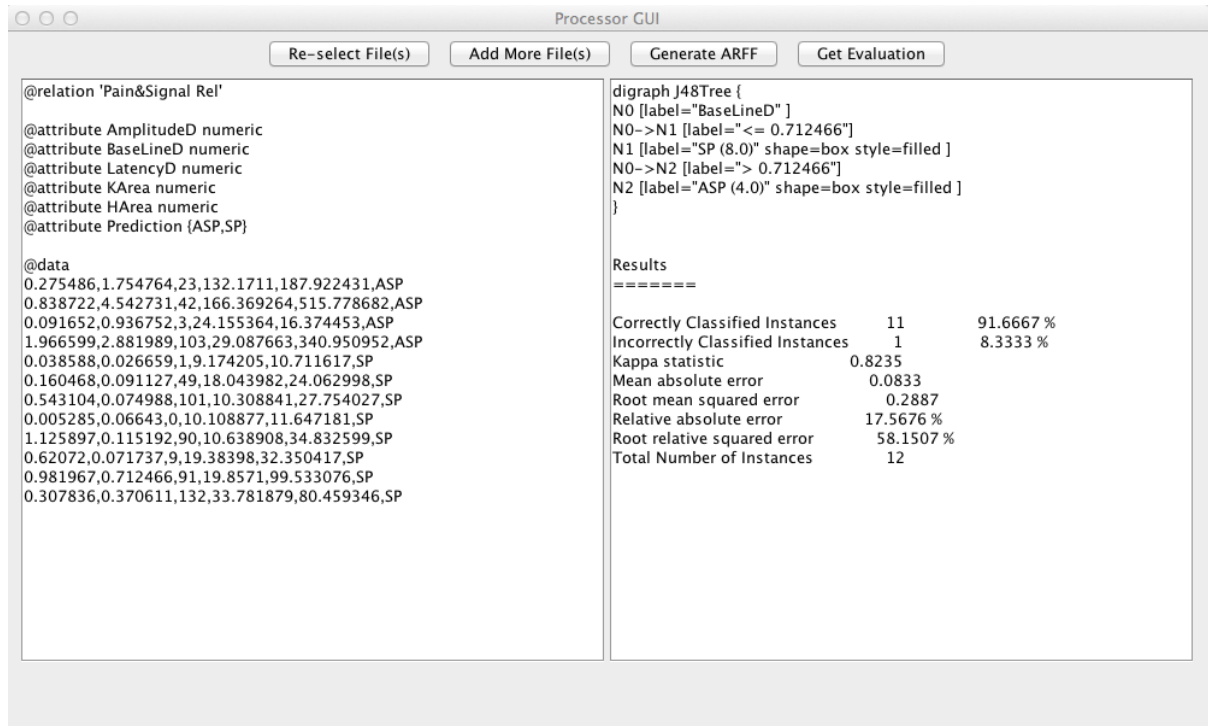 Processor GUI
Re-select File(s) Add More File(s) Generate ARFF Get Evaluation
@relation 'Pain&Signal Rel'
@attribute AmplitudeD numeric
@attribute BaseLineD numeric
@attribute LatencyD numeric
@attribute KArea numeric
@attribute HArea numeric
@attribute Prediction {ASP,SP}
@data
0.275486,1.754764,23,132.1711,187.922431,ASP
0.838722,4.542731,42,166.369264,515.778682,ASP
0.091652,0.936752,3,24.155364,16.374453,ASP
1.966599,2.881989,103,29.087663,340.950952,ASP
0.038588,0.026659,1,9.174205,10.711617,SP
0.160468,0.091127,49,18.043982,24.062998,SP
0.543104,0.074988,101,10.308841,27.754027,SP
0.005285,0.06643,0,10.108877,11.647181,SP
1.125897,0.115192,90,10.638908,34.832599,SP
0.62072,0.071737,9,19.38398,32.350417,SP
0.981967,0.712466,91,19.8571,99.533076,SP
0.307836,0.370611,132,33.781879,80.459346,SP
digraph J48Tree {
N0 [label="BaseLineD" ]
N0->N1 [label="<= 0.712466"]
N1 [label="SP (8.0)" shape=box style=filled ]
N0->N2 [label="> 0.712466"]
N2 [label="ASP (4.0)" shape=box style=filled ]
}
Results
=======
Correctly Classified Instances 11 91.6667 %
Incorrectly Classified Instances 1 8.3333 %
Kappa statistic 0.8235
Mean absolute error 0.0833
Root mean squared error 0.2887
Relative absolute error 17.5676 %
Root relative squared error 58.1507 %
Total Number of Instances 12